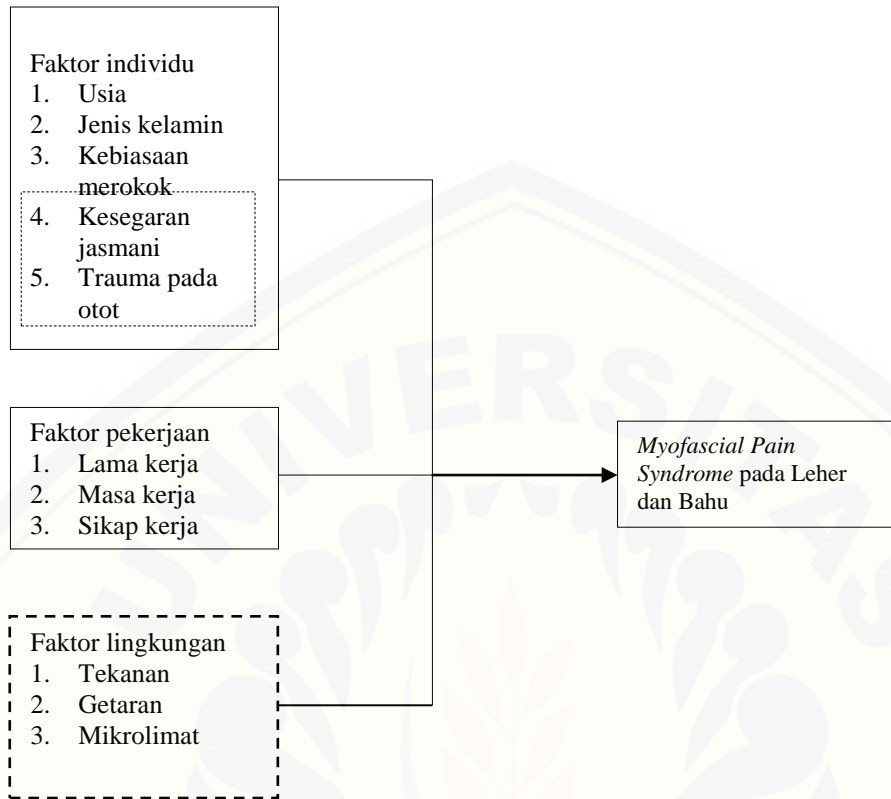 Faktor individu
1. Usia
2. Jenis kelamin
3. Kebiasaan
merokok
4. Kesegaran
jasmani
5. Trauma pada
otot
Faktor pekerjaan
1. Lama kerja
2. Masa kerja
3. Sikap kerja
Faktor lingkungan
1. Tekanan
2. Getaran
3. Mikrolimat
Myofascial Pain
Syndrome pada Leher
dan Bahu
UNIVERSITAS